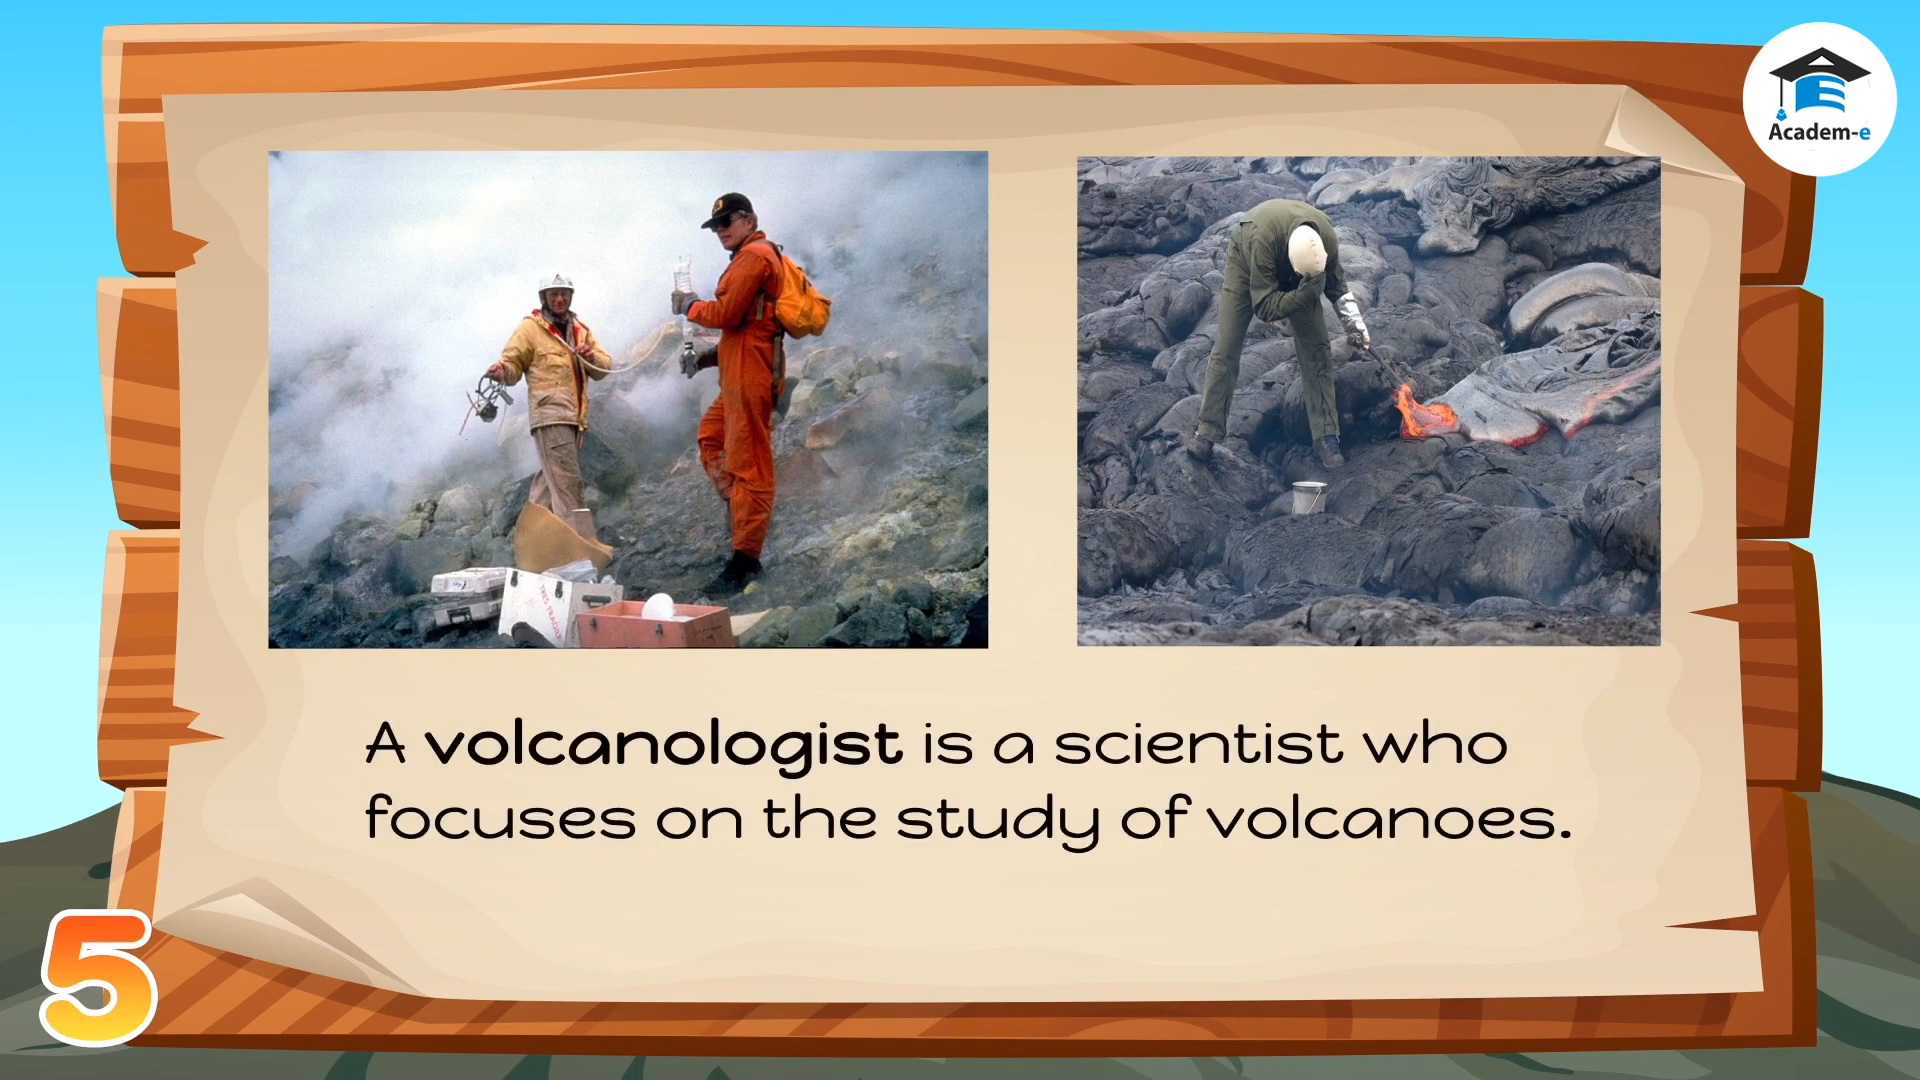 Academ-e
A volcanologist is a scientist who
focuses on the study of volcanoes.
5